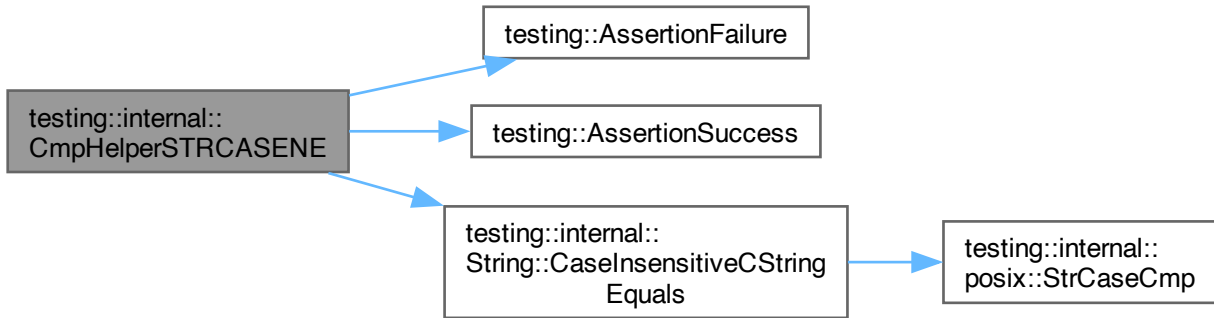 testing::AssertionFailure
testing::internal::
CmpHelperSTRCASENE
testing::AssertionSuccess
testing::internal::
String::CaseInsensitiveCString
Equals
testing::internal::
posix::StrCaseCmp